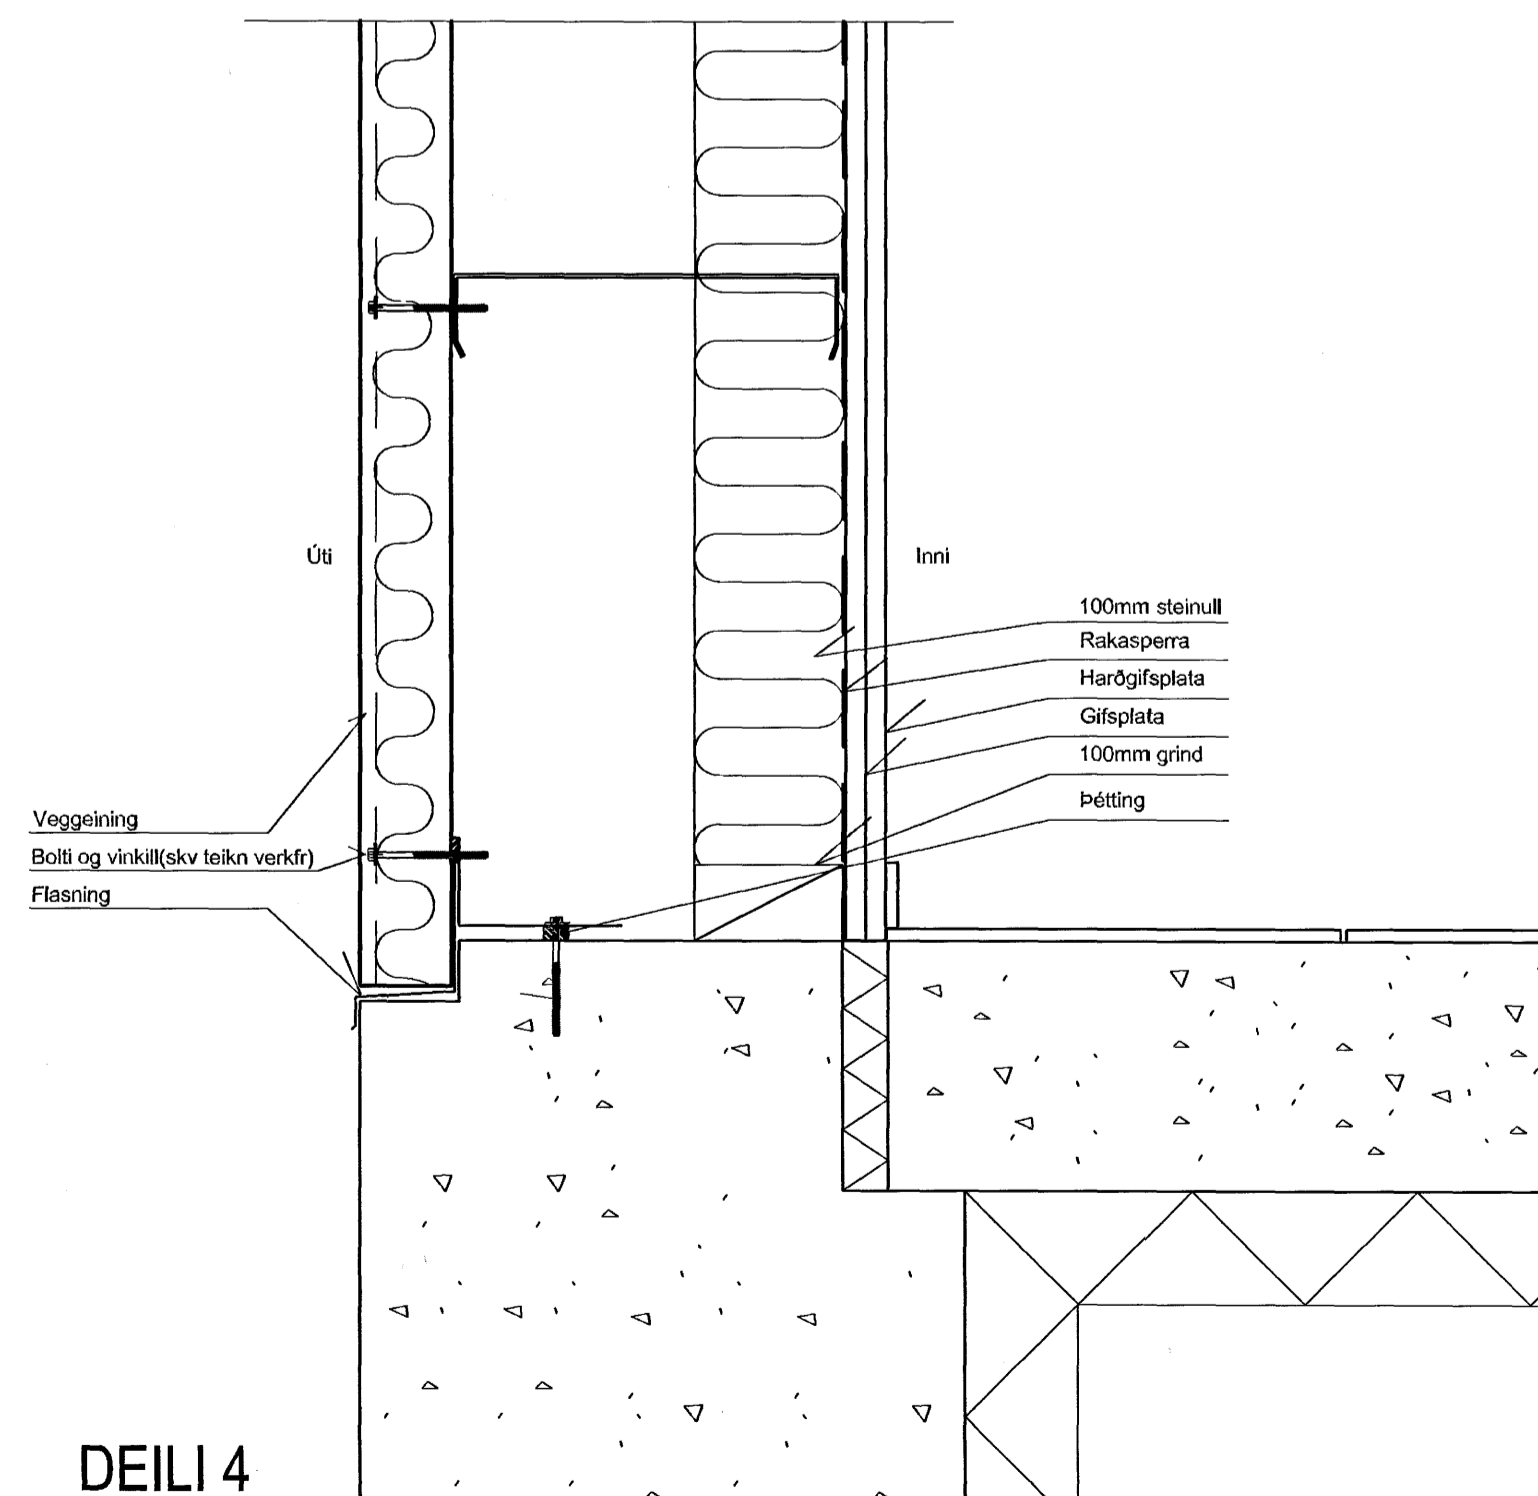 Úti
Inni
100mm steinull
Rakasperra
Harðgifsplata
Gifsplata
100mm grind
Þétting
Veggeining
Bolti og vinkill(skv teikn verkfr)
Flasning
DEILI 4